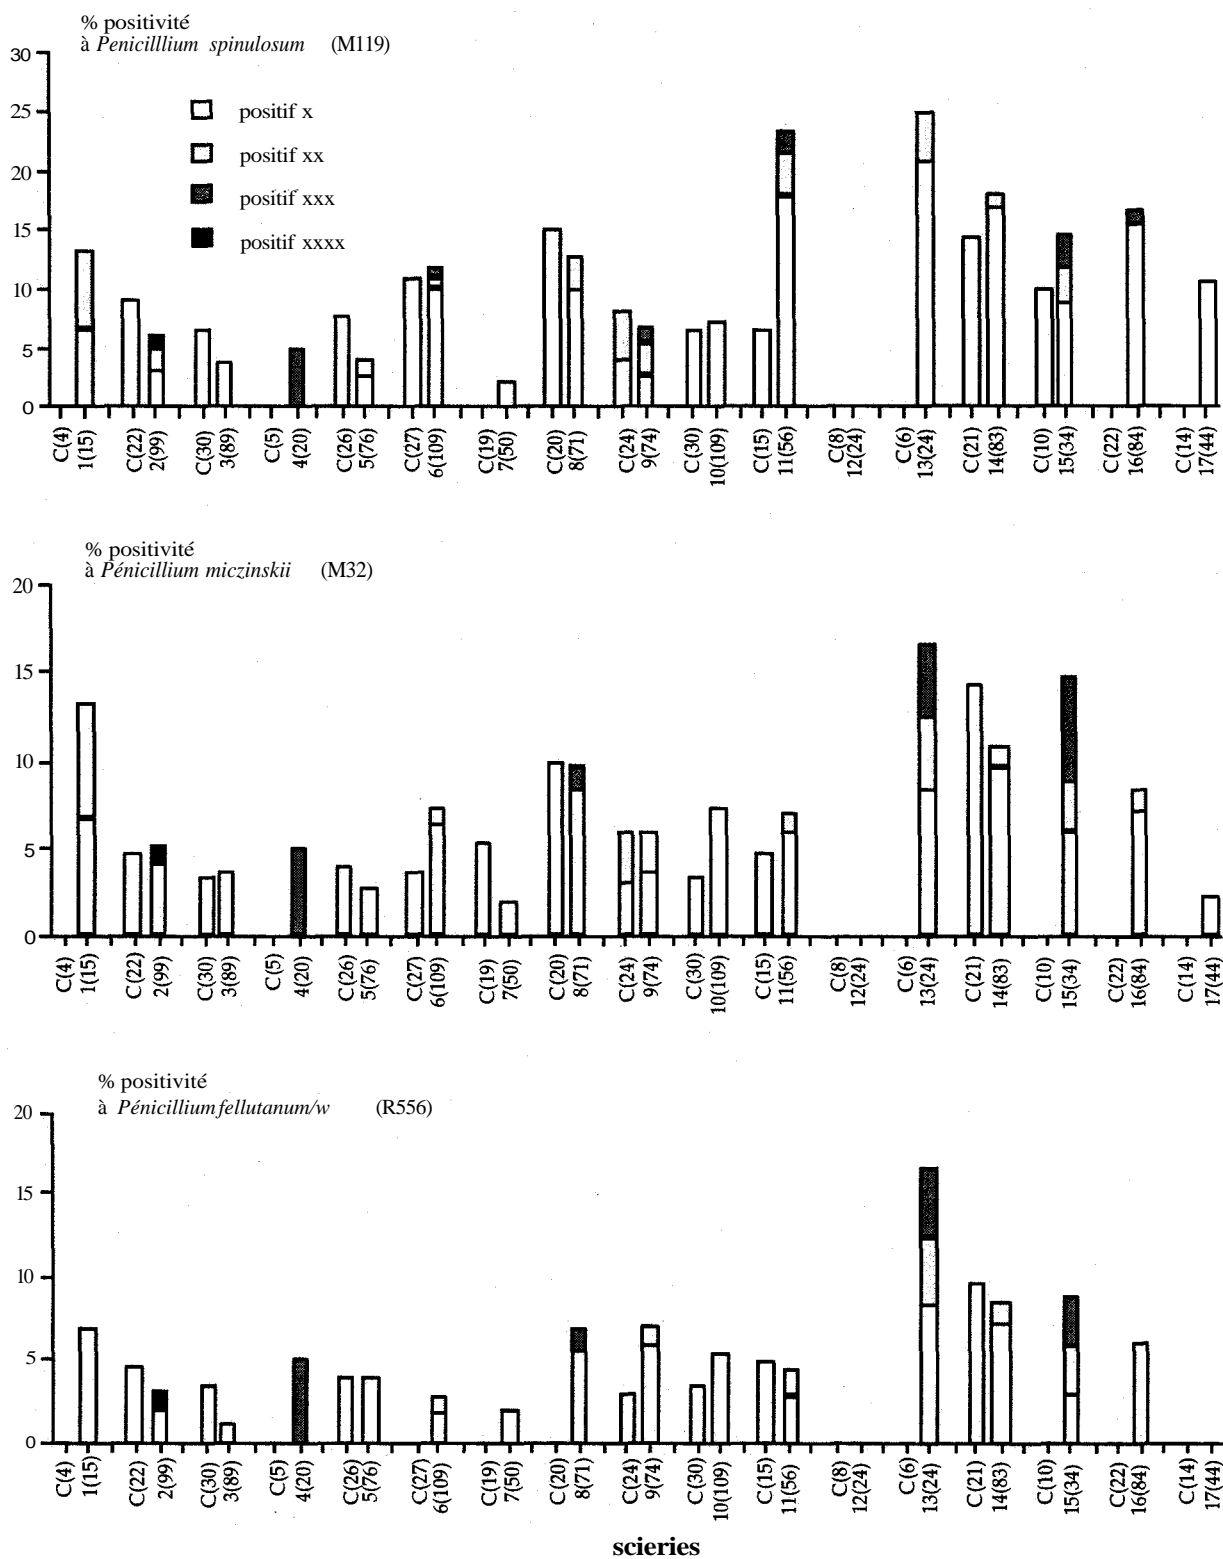 % positivité
à Penicilllium spinulosum (M119)
30
25
20
15
10
5
0
positif x
positif xx
positif xxx
positif xxxx
C(4)
1(15)
C(22)
2(99)
C(30)
3(89)
C(5)
4(20)
C(26)
5(76)
C(27)
6(109)
C(19)
7(50)
C(20)
8(71)
C(24)
9(74)
C(30)
10(109)
C(15)
11(56)
C(8)
12(24)
C(6)
13(24)
C(21)
14(83)
C(10)
15(34)
C(22)
16(84)
C(14)
17(44)
% positivité
à Pénicillium miczinskii (M32)
20
15
10
5
0
C(4)
1(15)
C(22)
2(99)
C(30)
3(89)
C(5)
4(20)
C(26)
5(76)
C(27)
6(109)
C(19)
7(50)
C(20)
8(71)
C(24)
9(74)
C(30)
10(109)
C(15)
11(56)
C(8)
12(24)
C(6)
13(24)
C(21)
14(83)
C(10)
15(34)
C(22)
16(84)
C(14)
17(44)
% positivité
à Pénicillium fellutanum/w (R556)
20
15
10
5
0
C(4)
1(15)
C(22)
2(99)
C(30)
3(89)
C(5)
4(20)
C(26)
5(76)
C(27)
6(109)
C(19)
7(50)
C(20)
8(71)
C(24)
9(74)
C(30)
10(109)
C(15)
11(56)
C(8)
12(24)
C(6)
13(24)
C(21)
14(83)
C(10)
15(34)
C(22)
16(84)
C(14)
17(44)
scieries